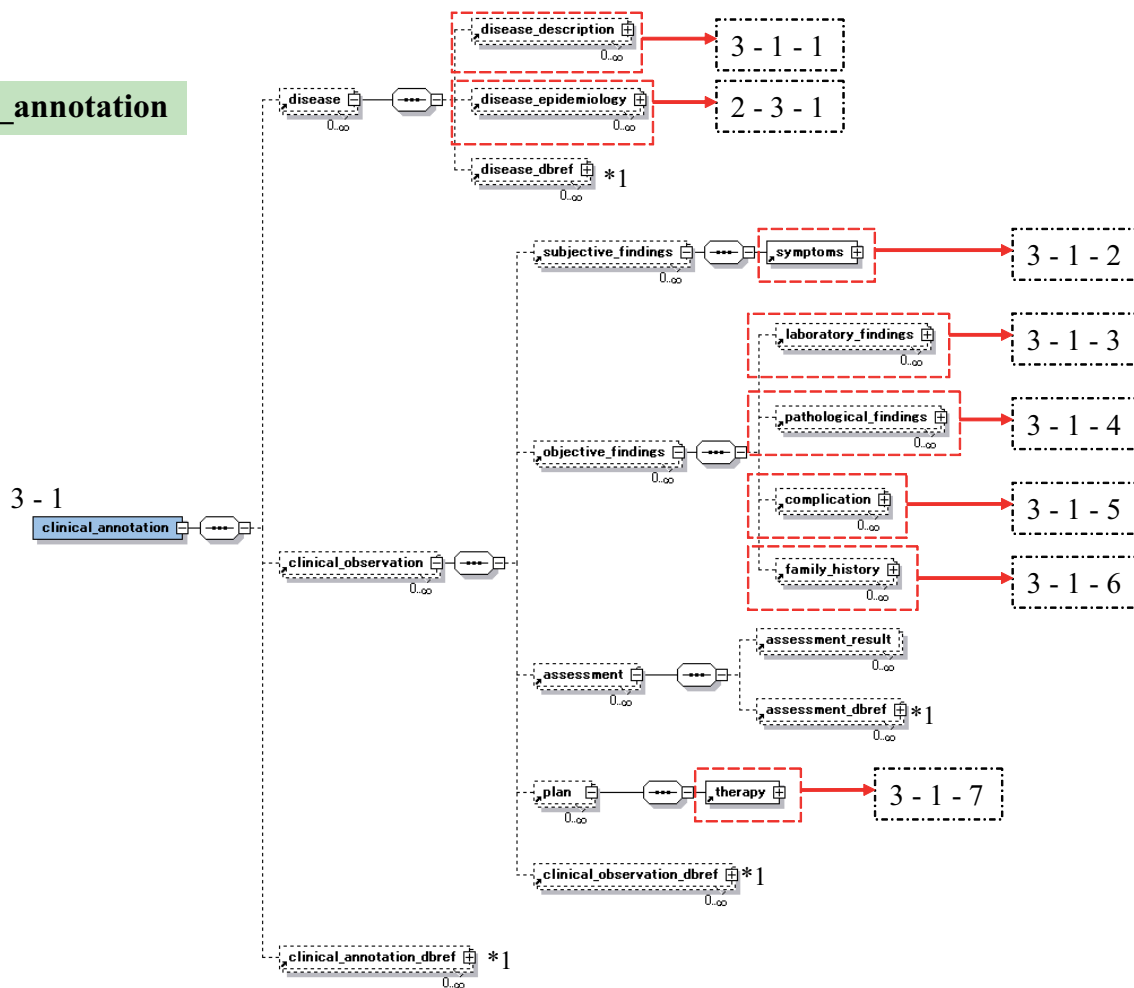 _annotation
disease_description
0..∞
3 - 1 - 1
disease
0..∞
disease_epidemiology
0..∞
2 - 3 - 1
disease_dbref
0..∞
*1
subjective_findings
0..∞
symptoms
3 - 1 - 2
laboratory_findings
0..∞
3 - 1 - 3
pathological_findings
0..∞
3 - 1 - 4
objective_findings
0..∞
complication
0..∞
3 - 1 - 5
3 - 1
clinical_annotation
clinical_observation
0..∞
family_history
0..∞
3 - 1 - 6
assessment_result
0..∞
assessment
0..∞
assessment_dbref
0..∞
*1
plan
0..∞
therapy
3 - 1 - 7
clinical_observation_dbref
0..∞
*1
clinical_annotation_dbref
0..∞
*1